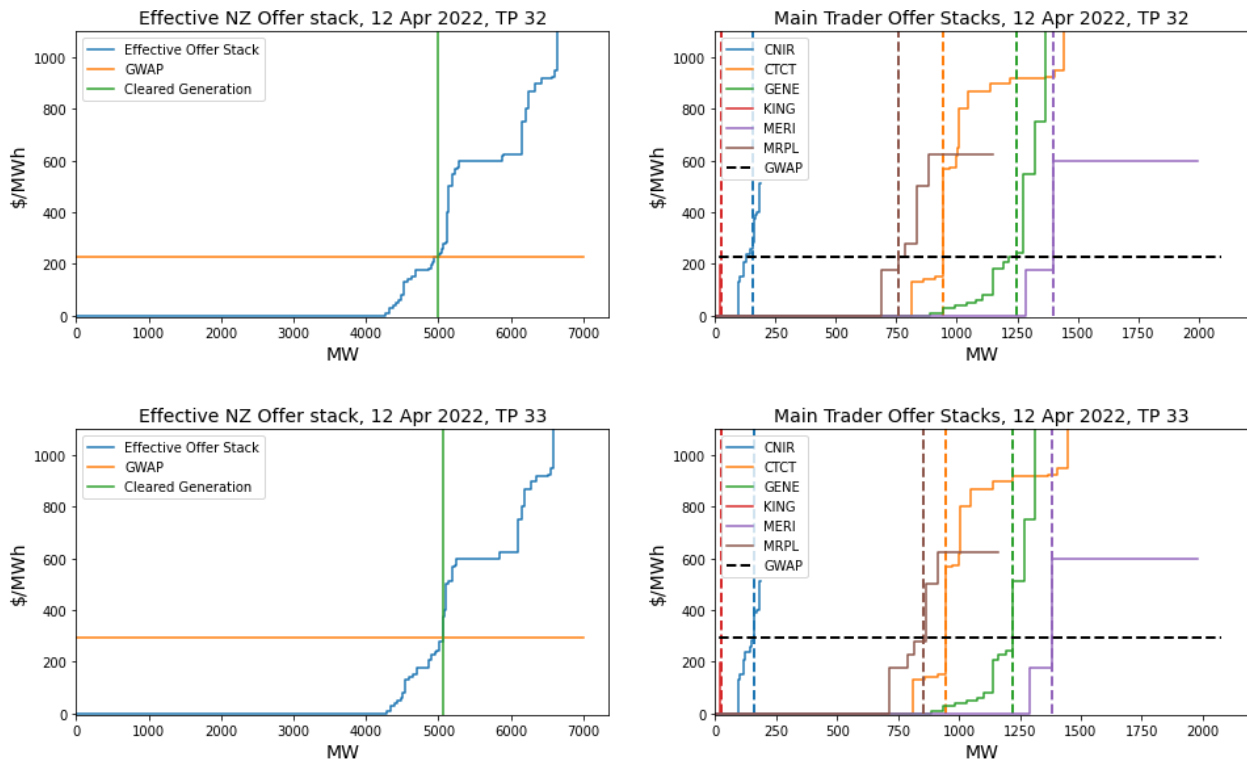 Effective NZ Offer stack, 12 Apr 2022, TP 32
$/MWh
1000
800
600
400
200
0
Effective Offer Stack
GWAP
Cleared Generation
0 1000 2000 3000 4000 5000 6000 7000
MW
Main Trader Offer Stacks, 12 Apr 2022, TP 32
$/MWh
1000
800
600
400
200
0
CNIR
CTCT
GENE
KING
MERI
MRPL
GWAP
0 250 500 750 1000 1250 1500 1750 2000
MW
Effective NZ Offer stack, 12 Apr 2022, TP 33
$/MWh
1000
800
600
400
200
0
Effective Offer Stack
GWAP
Cleared Generation
0 1000 2000 3000 4000 5000 6000 7000
MW
Main Trader Offer Stacks, 12 Apr 2022, TP 33
$/MWh
1000
800
600
400
200
0
CNIR
CTCT
GENE
KING
MERI
MRPL
GWAP
0 250 500 750 1000 1250 1500 1750 2000
MW